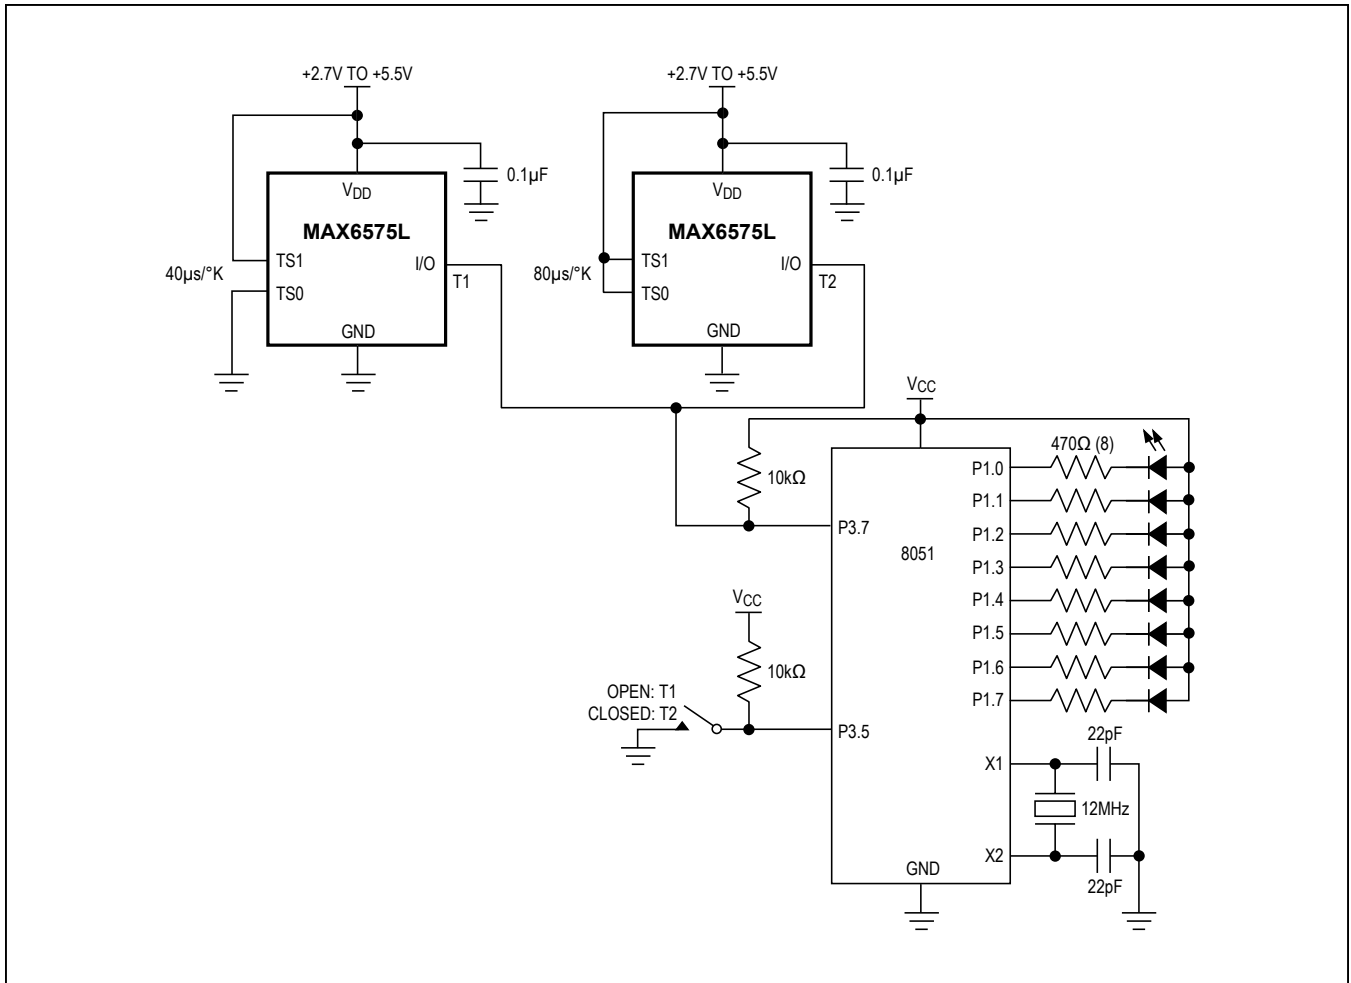 +2.7V TO +5.5V
+2.7V TO +5.5V
0.1µF
0.1µF
VDD
VDD
MAX6575L
MAX6575L
TS1
I/O
40µs/°K
TS0
T1
GND
TS1
I/O
80µs/°K
TS0
T2
GND
VCC
470Ω (8)
10kΩ
P3.7
8051
P1.0
P1.1
P1.2
P1.3
P1.4
P1.5
P1.6
P1.7
VCC
10kΩ
OPEN: T1
CLOSED: T2
P3.5
22pF
X1
12MHz
X2
GND
22pF